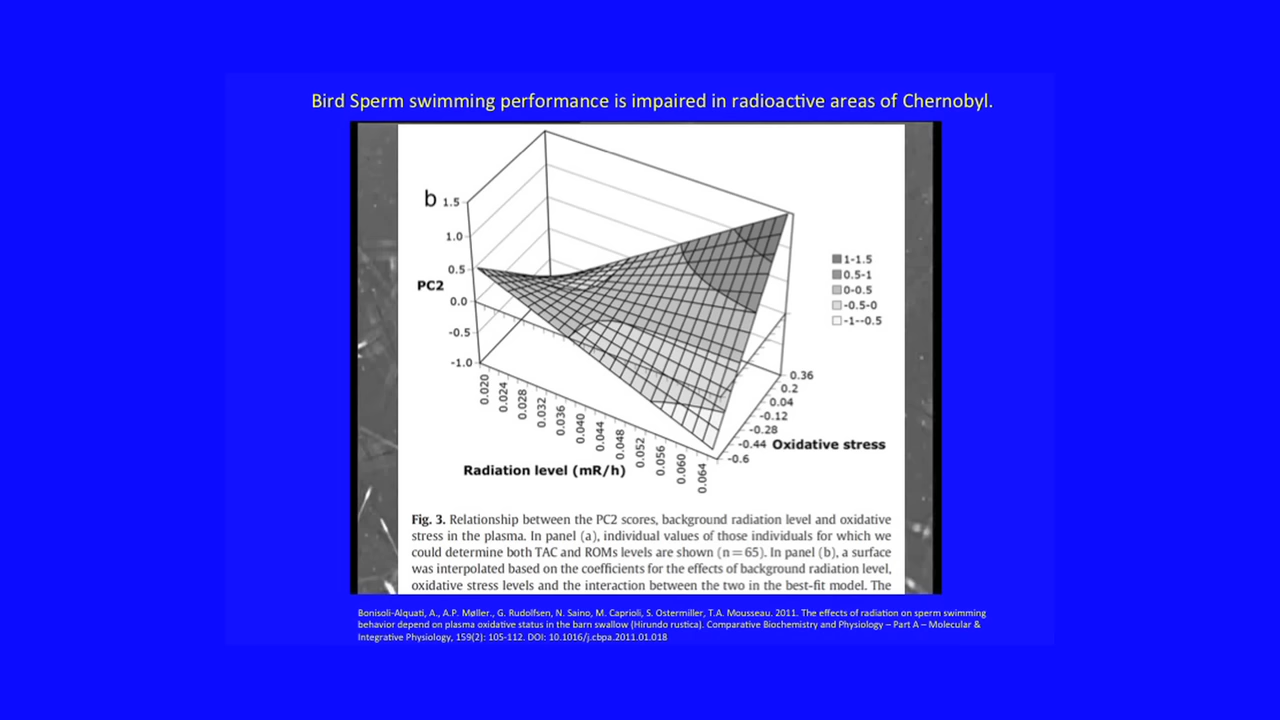 Bird Sperm swimming performance is impaired in radioactive areas of Chernobyl.
b
1.5
1.0
0.5
PC2
0.0
-0.5
-1.0
1-1.5
0.5-1
0-0.5
-0.5-0
-1--0.5
0.020
0.024
0.028
0.032
0.036
0.040
0.044
0.048
0.052
0.056
0.060
0.064
Radiation level (mR/h)
0.36
0.2
0.04
-0.12
-0.28
-0.44
-0.6
Oxidative stress
Fig. 3. Relationship between the PC2 scores, background radiation level and oxidative
stress in the plasma. In panel (a), individual values of those individuals for which we
could determine both TAC and ROMs levels are shown (n=65). In panel (b), a surface
was interpolated based on the coefficients for the effects of background radiation level,
oxidative stress levels and the interaction between the two in the best-fit model. The
Bonisoli-Alquati, A., A.P. Møller., G. Rudolfsen, N. Saino, M. Caprioli, S. Ostermiller, T.A. Mousseau. 2011. The effects of radiation on sperm swimming
behavior depend on plasma oxidative status in the barn swallow (Hirundo rustica). Comparative Biochemistry and Physiology – Part A – Molecular &
Integrative Physiology, 159(2): 105-112. DOI: 10.1016/j.cbpa.2011.01.018